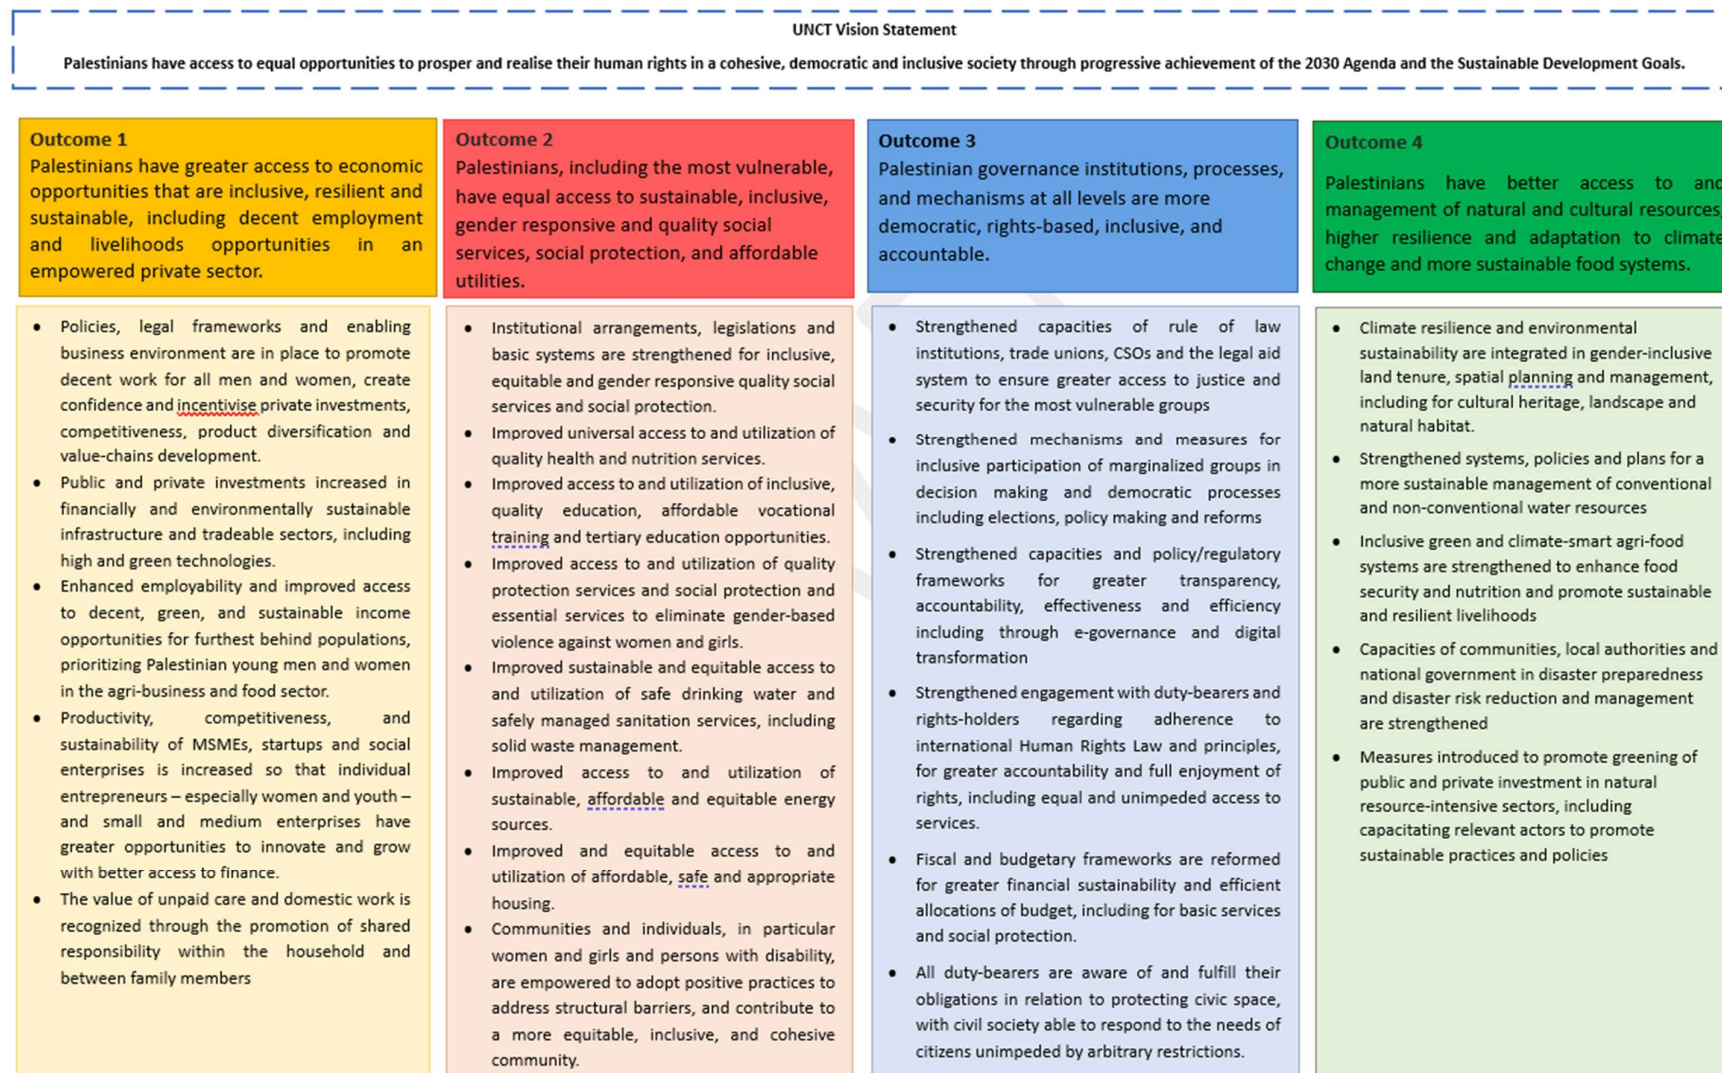 UNCT Vision Statement
Palestinians have access to equal opportunities to prosper and realise their human rights in a cohesive, democratic and inclusive society through progressive achievement of the 2030 Agenda and the Sustainable Development Goals.
Outcome 1
Palestinians have greater access to economic
opportunities that are inclusive, resilient and
sustainable, including decent employment
and livelihoods opportunities in an
empowered private sector.
• Policies, legal frameworks and enabling
business environment are in place to promote
decent work for all men and women, create
confidence and incentivise private investments,
competitiveness, product diversification and
value-chains development.
• Public and private investments increased in
financially and environmentally sustainable
infrastructure and tradeable sectors, including
high and green technologies.
• Enhanced employability and improved access
to decent, green, and sustainable income
opportunities for furthest behind populations,
prioritizing Palestinian young men and women
in the agri-business and food sector.
• Productivity, competitiveness, and
sustainability of MSMEs, startups and social
enterprises is increased so that individual
entrepreneurs – especially women and youth –
and small and medium enterprises have
greater opportunities to innovate and grow
with better access to finance.
• The value of unpaid care and domestic work is
recognized through the promotion of shared
responsibility within the household and
between family members
Outcome 2
Palestinians, including the most vulnerable,
have equal access to sustainable, inclusive,
gender responsive and quality social
services, social protection, and affordable
utilities.
• Institutional arrangements, legislations and
basic systems are strengthened for inclusive,
equitable and gender responsive quality social
services and social protection.
• Improved universal access to and utilization of
quality health and nutrition services.
• Improved access to and utilization of inclusive,
quality education, affordable vocational
training and tertiary education opportunities.
• Improved access to and utilization of quality
protection services and social protection and
essential services to eliminate gender-based
violence against women and girls.
• Improved sustainable and equitable access to
and utilization of safe drinking water and
safely managed sanitation services, including
solid waste management.
• Improved access to and utilization of
sustainable, affordable and equitable energy
sources.
• Improved and equitable access to and
utilization of affordable, safe and appropriate
housing.
• Communities and individuals, in particular
women and girls and persons with disability,
are empowered to adopt positive practices to
address structural barriers, and contribute to
a more equitable, inclusive, and cohesive
community.
Outcome 3
Palestinian governance institutions, processes,
and mechanisms at all levels are more
democratic, rights-based, inclusive, and
accountable.
• Strengthened capacities of rule of law
institutions, trade unions, CSOs and the legal aid
system to ensure greater access to justice and
security for the most vulnerable groups
• Strengthened mechanisms and measures for
inclusive participation of marginalized groups in
decision making and democratic processes
including elections, policy making and reforms
• Strengthened capacities and policy/regulatory
frameworks for greater transparency,
accountability, effectiveness and efficiency
including through e-governance and digital
transformation
• Strengthened engagement with duty-bearers and
rights-holders regarding adherence to
international Human Rights Law and principles,
for greater accountability and full enjoyment of
rights, including equal and unimpeded access to
services.
• Fiscal and budgetary frameworks are reformed
for greater financial sustainability and efficient
allocations of budget, including for basic services
and social protection.
• All duty-bearers are aware of and fulfill their
obligations in relation to protecting civic space,
with civil society able to respond to the needs of
citizens unimpeded by arbitrary restrictions.
Outcome 4
Palestinians have better access to and
management of natural and cultural resources,
higher resilience and adaptation to climate
change and more sustainable food systems.
• Climate resilience and environmental
sustainability are integrated in gender-inclusive
land tenure, spatial planning and management,
including for cultural heritage, landscape and
natural habitat.
• Strengthened systems, policies and plans for a
more sustainable management of conventional
and non-conventional water resources
• Inclusive green and climate-smart agri-food
systems are strengthened to enhance food
security and nutrition and promote sustainable
and resilient livelihoods
• Capacities of communities, local authorities and
national government in disaster preparedness
and disaster risk reduction and management
are strengthened
• Measures introduced to promote greening of
public and private investment in natural
resource-intensive sectors, including
capacitating relevant actors to promote
sustainable practices and policies